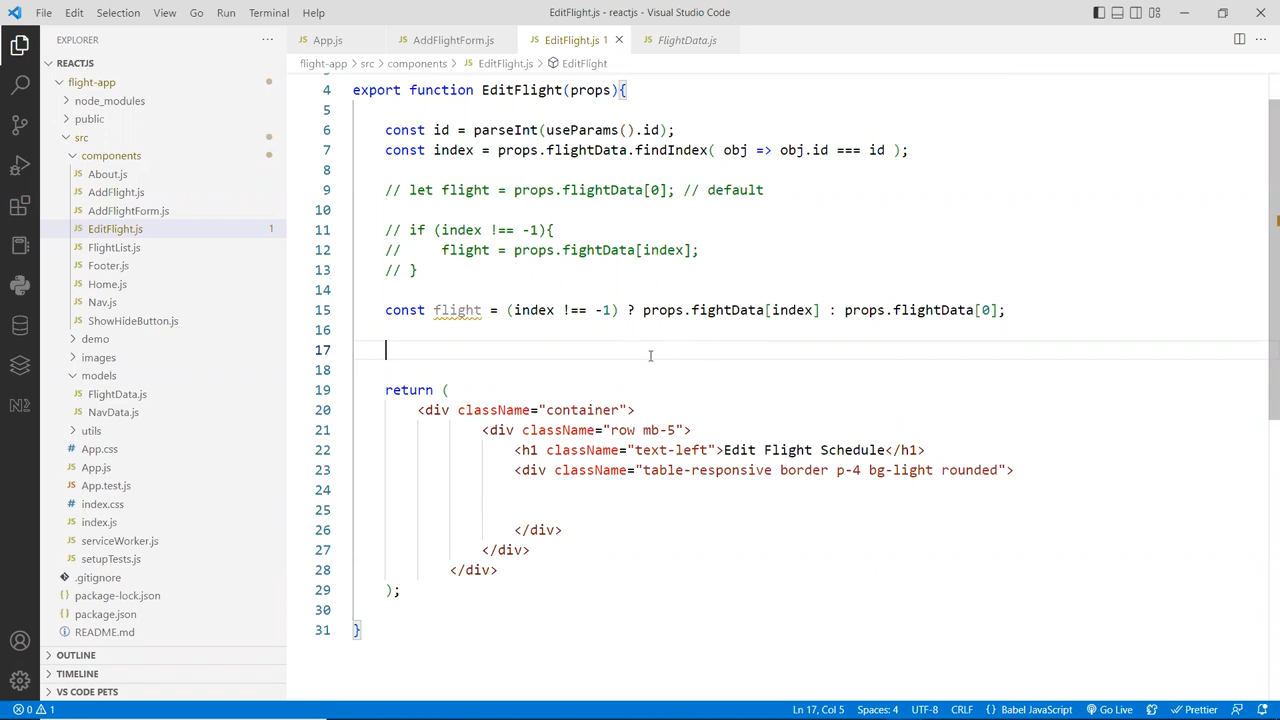 File Edit Selection View Go Run Terminal Help EditFlight.js - reactjs - Visual Studio Code
EXPLORER ···
App.js AddFlightForm.js EditFlight.js 1 FlightData.js
flight-app > src > components > EditFlight.js > EditFlight
REACTJS
flight-app
node_modules
public
src
components
About.js
AddFlight.js
AddFlightForm.js
EditFlight.js 1
FlightList.js
Footer.js
Home.js
Nav.js
ShowHideButton.js
demo
images
models
FlightData.js
NavData.js
utils
App.css
App.js
App.test.js
index.css
index.js
serviceWorker.js
setupTests.js
.gitignore
package-lock.json
package.json
README.md
OUTLINE
TIMELINE
VS CODE PETS
4 export function EditFlight(props){
5
6 const id = parseInt(useParams().id);
7 const index = props.flightData.findIndex( obj => obj.id === id );
8
9 // let flight = props.flightData[0]; // default
10
11 // if (index !== -1){
12 //     flight = props.fightData[index];
13 // }
14
15 const flight = (index !== -1) ? props.fightData[index] : props.flightData[0];
16
17
18
19 return (
20 <div className="container">
21 <div className="row mb-5">
22 <h1 className="text-left">Edit Flight Schedule</h1>
23 <div className="table-responsive border p-4 bg-light rounded">
24
25
26 </div>
27 </div>
28 </div>
29 );
30
31 }
0 1 Ln 17, Col 5 Spaces: 4 UTF-8 CRLF {} Babel JavaScript Go Live Prettier